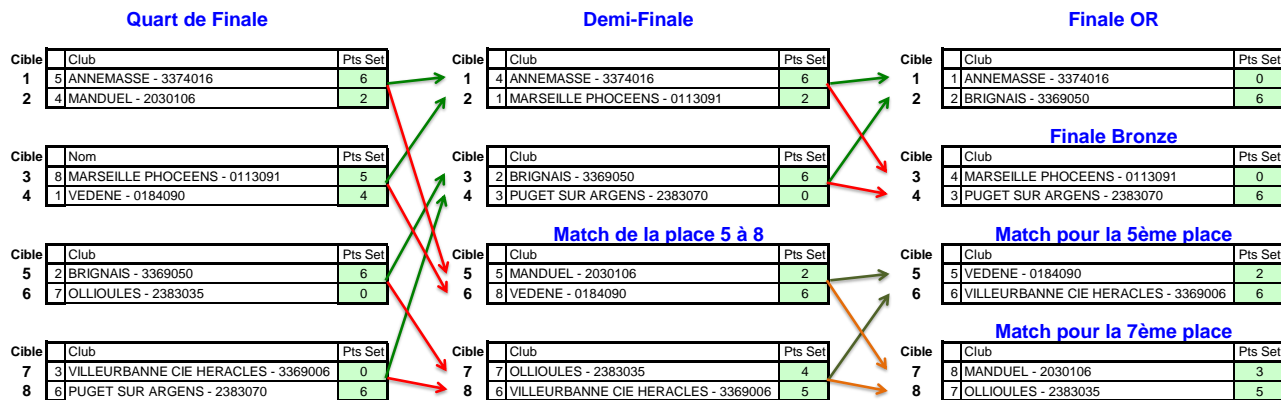 Quart de Finale Demi-Finale Finale OR
Cible Club Pts Set Cible Club Pts Set Cible Club Pts Set
1 5 ANNEMASSE - 3374016 6 1 4 ANNEMASSE - 3374016 6 1 1 ANNEMASSE - 3374016 0
2 4 MANDUEL - 2030106 2 2 1 MARSEILLE PHOCEENS - 0113091 2 2 2 BRIGNAIS - 3369050 6
Finale Bronze
Cible Nom Pts Set Cible Club Pts Set Cible Club Pts Set
3 8 MARSEILLE PHOCEENS - 0113091 5 3 2 BRIGNAIS - 3369050 6 3 4 MARSEILLE PHOCEENS - 0113091 0
4 1 VEDENE - 0184090 4 4 3 PUGET SUR ARGENS - 2383070 0 4 3 PUGET SUR ARGENS - 2383070 6
Match de la place 5 à 8 Match pour la 5ème place
Cible Club Pts Set Cible Club Pts Set Cible Club Pts Set
5 2 BRIGNAIS - 3369050 6 5 5 MANDUEL - 2030106 2 5 5 VEDENE - 0184090 2
6 7 OLLIOULES - 2383035 0 6 8 VEDENE - 0184090 6 6 6 VILLEURBANNE CIE HERACLES - 3369006 6
Match pour la 7ème place
Cible Club Pts Set Cible Club Pts Set Cible Club Pts Set
7 3 VILLEURBANNE CIE HERACLES - 3369006 0 7 7 OLLIOULES - 2383035 4 7 8 MANDUEL - 2030106 3
8 6 PUGET SUR ARGENS - 2383070 6 8 6 VILLEURBANNE CIE HERACLES - 3369006 5 8 7 OLLIOULES - 2383035 5